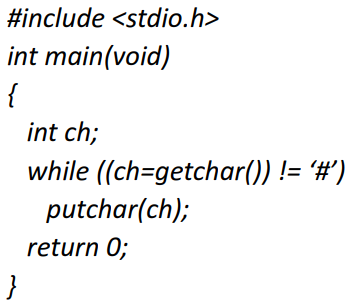 #include <stdio.h>
int main(void)
{
int ch;
while ((ch=getchar()) != ‘#’)
putchar(ch);
return 0;
}